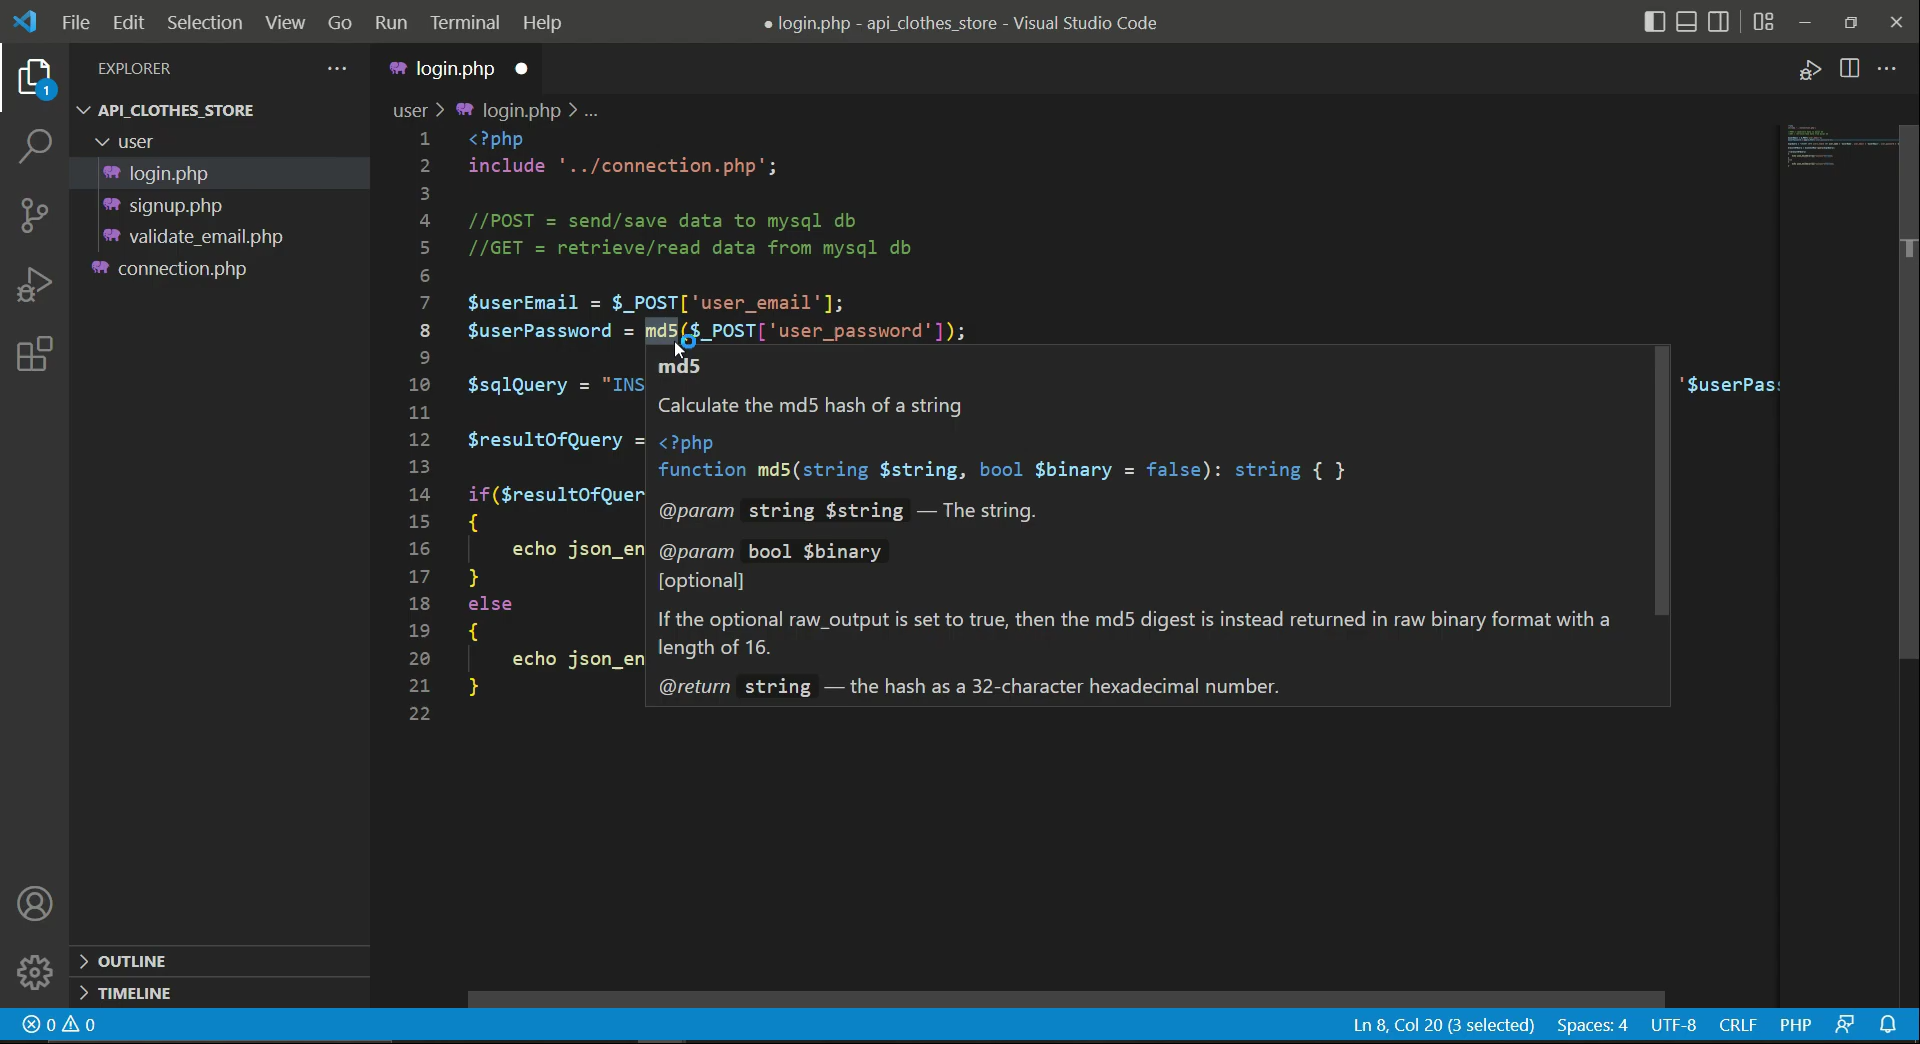 File Edit Selection View Go Run Terminal Help
● login.php - api_clothes_store - Visual Studio Code
EXPLORER
1
API_CLOTHES_STORE
user
login.php
signup.php
validate_email.php
connection.php
OUTLINE
TIMELINE
login.php
user > login.php > ...
1 <?php
2 include '../connection.php';
3
4 //POST = send/save data to mysql db
5 //GET = retrieve/read data from mysql db
6
7 $userEmail = $_POST['user_email'];
8 $userPassword = md5($_POST['user_password']);
9
10 $sqlQuery = "INS '$userPas
11
12 $resultOfQuery =
13
14 if($resultOfQuer
15 {
16 echo json_en
17 }
18 else
19 {
20 echo json_en
21 }
22
md5
Calculate the md5 hash of a string
<?php
function md5(string $string, bool $binary = false): string { }
@param string $string — The string.
@param bool $binary
[optional]
If the optional raw_output is set to true, then the md5 digest is instead returned in raw binary format with a
length of 16.
@return string — the hash as a 32-character hexadecimal number.
0 0
Ln 8, Col 20 (3 selected) Spaces: 4 UTF-8 CRLF PHP